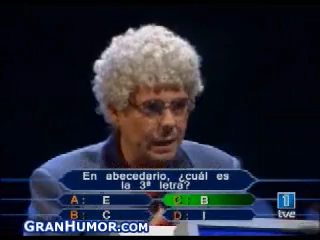 En abecedario, ¿cuál es
la 3ª letra?
A: E
C: B
B: C
D: I
1
tve
GRANHUMOR.COM